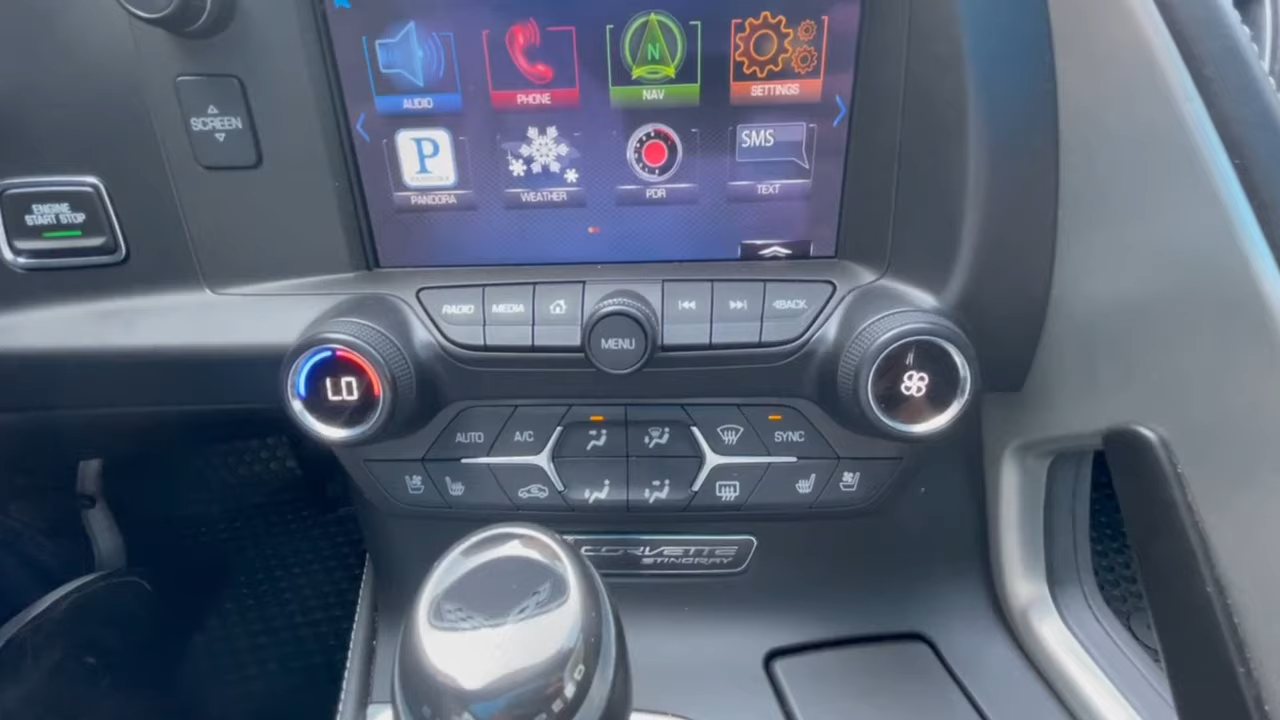 AUDIO
PHONE
N
NAV
SETTINGS
SCREEN
P
PANDORA
PANDORA
WEATHER
PDR
SMS
TEXT
ENGINE
START STOP
RADIO
MEDIA
MENU
BACK
LO
AUTO
A/C
SYNC
CORVETTE
STINGRAY